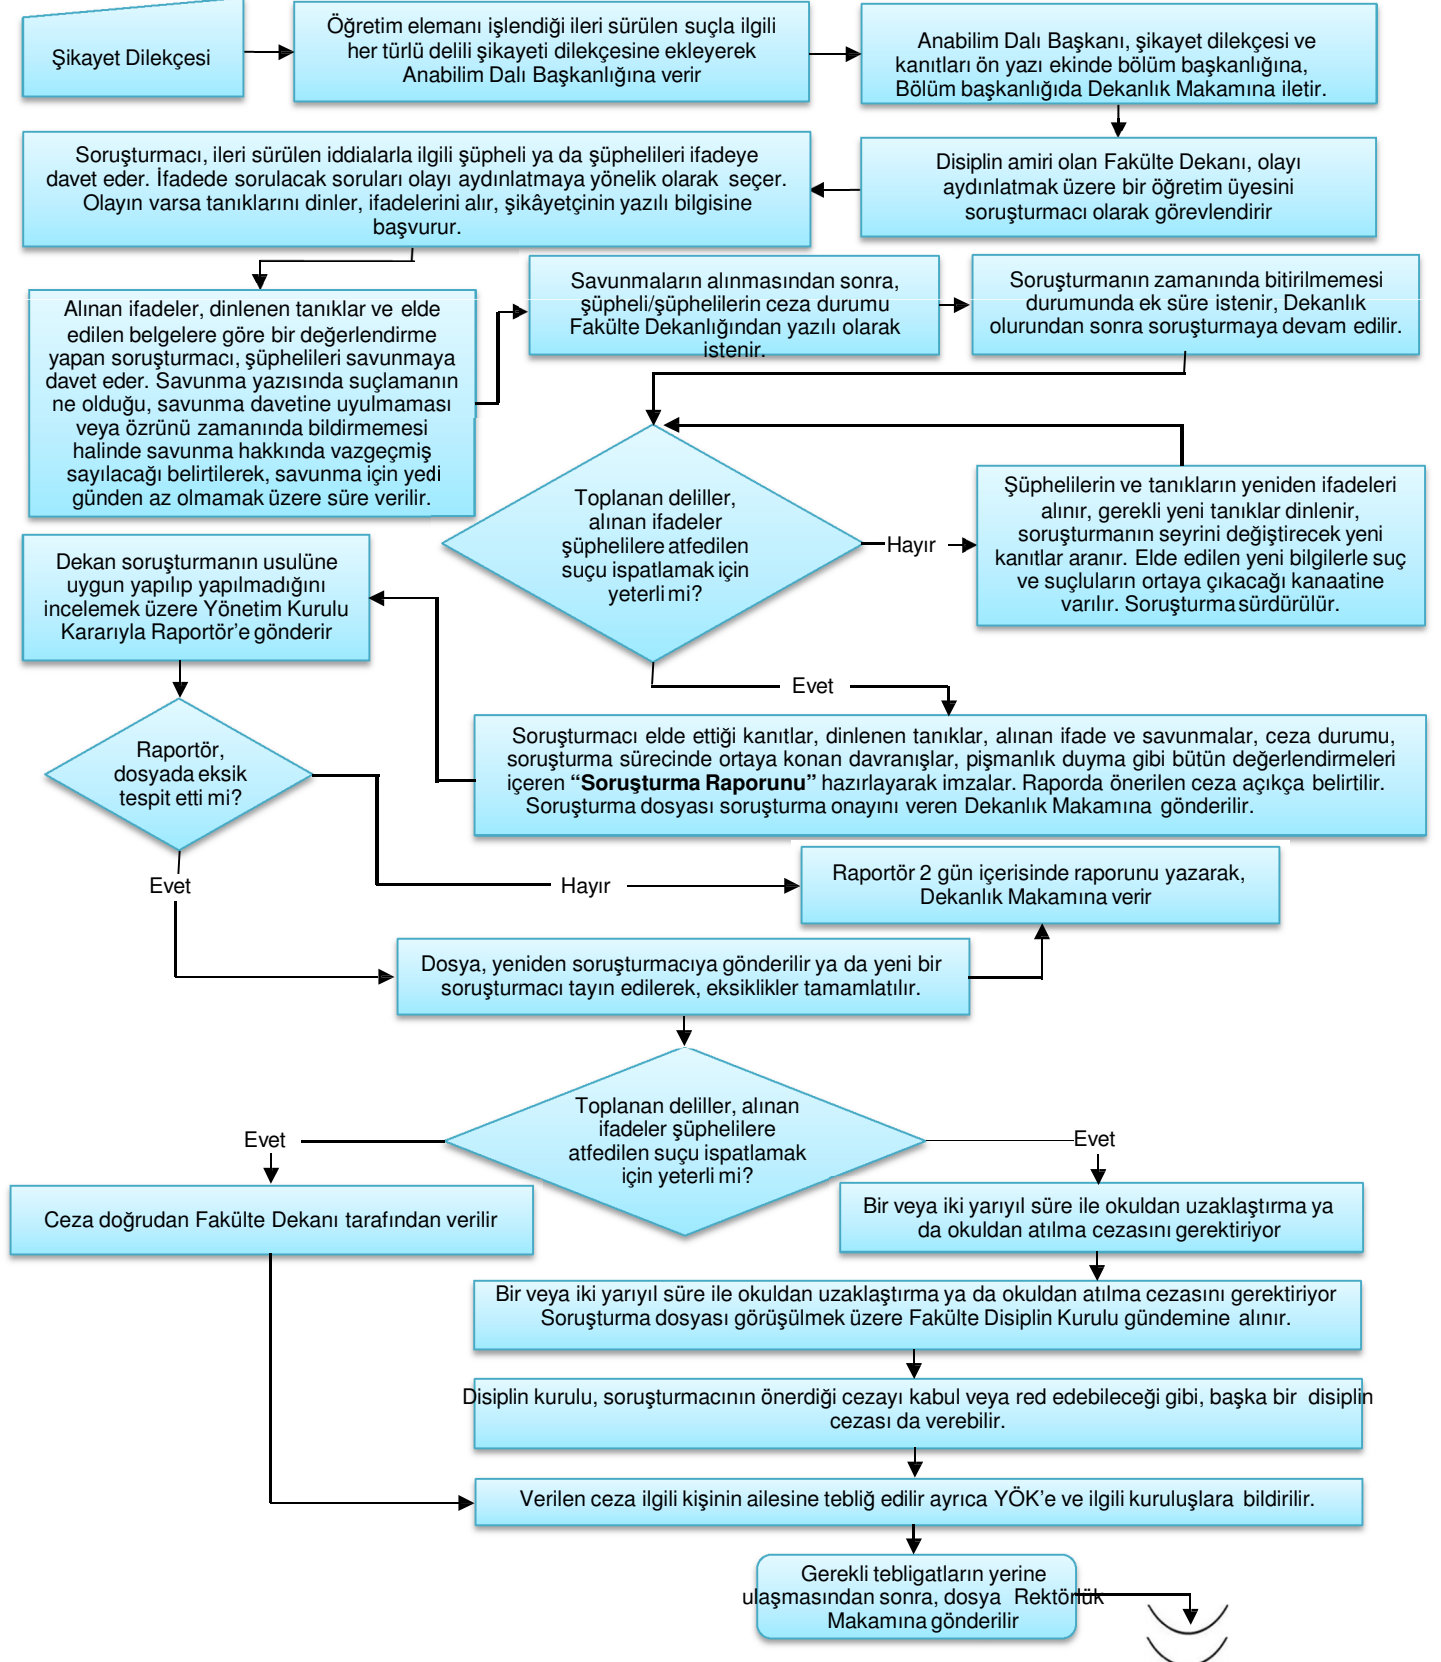 Şikayet Dilekçesi
Öğretim elemanı işlendiği ileri sürülen suçla ilgili
her türlü delili şikayeti dilekçesine ekleyerek
Anabilim Dalı Başkanlığına verir
Anabilim Dalı Başkanı, şikayet dilekçesi ve
kanıtları ön yazı ekinde bölüm başkanlığına,
Bölüm başkanlığıda Dekanlık Makamına iletir.
Disiplin amiri olan Fakülte Dekanı, olayı
aydınlatmak üzere bir öğretim üyesini
soruşturmacı olarak görevlendirir
Soruşturmacı, ileri sürülen iddialarla ilgili şüpheli ya da şüphelileri ifadeye
davet eder. İfadede sorulacak soruları olayı aydınlatmaya yönelik olarak seçer.
Olayın varsa tanıklarını dinler, ifadelerini alır, şikâyetçinin yazılı bilgisine
başvurur.
Alınan ifadeler, dinlenen tanıklar ve elde
edilen belgelere göre bir değerlendirme
yapan soruşturmacı, şüphelileri savunmaya
davet eder. Savunma yazısında suçlamanın
ne olduğu, savunma davetine uyulmaması
veya özrünü zamanında bildirmemesi
halinde savunma hakkında vazgeçmiş
sayılacağı belirtilerek, savunma için yedi
günden az olmamak üzere süre verilir.
Savunmaların alınmasından sonra,
şüpheli/şüphelilerin ceza durumu
Fakülte Dekanlığından yazılı olarak
istenir.
Soruşturmanın zamanında bitirilmemesi
durumunda ek süre istenir, Dekanlık
olurundan sonra soruşturmaya devam edilir.
Toplanan deliller,
alınan ifadeler
şüphelilere atfedilen
suçu ispatlamak için
yeterli mi?
Hayır
Şüphelilerin ve tanıkların yeniden ifadeleri
alınır, gerekli yeni tanıklar dinlenir,
soruşturmanın seyrini değiştirecek yeni
kanıtlar aranır. Elde edilen yeni bilgilerle suç
ve suçluların ortaya çıkacağı kanaatine
varılır. Soruşturma sürdürülür.
Evet
Soruşturmacı elde ettiği kanıtlar, dinlenen tanıklar, alınan ifade ve savunmalar, ceza durumu,
soruşturma sürecinde ortaya konan davranışlar, pişmanlık duyma gibi bütün değerlendirmeleri
içeren “Soruşturma Raporunu” hazırlayarak imzalar. Raporda önerilen ceza açıkça belirtilir.
Soruşturma dosyası soruşturma onayını veren Dekanlık Makamına gönderilir.
Dekan soruşturmanın usulüne
uygun yapılıp yapılmadığını
incelemek üzere Yönetim Kurulu
Kararıyla Raportör’e gönderir
Raportör,
dosyada eksik
tespit etti mi?
Evet
Hayır
Raportör 2 gün içerisinde raporunu yazarak,
Dekanlık Makamına verir
Dosya, yeniden soruşturmacıya gönderilir ya da yeni bir
soruşturmacı tayin edilerek, eksiklikler tamamlatılır.
Toplanan deliller, alınan
ifadeler şüphelilere
atfedilen suçu ispatlamak
için yeterli mi?
Evet
Evet
Ceza doğrudan Fakülte Dekanı tarafından verilir
Bir veya iki yarıyıl süre ile okuldan uzaklaştırma ya
da okuldan atılma cezasını gerektiriyor
Bir veya iki yarıyıl süre ile okuldan uzaklaştırma ya da okuldan atılma cezasını gerektiriyor
Soruşturma dosyası görüşülmek üzere Fakülte Disiplin Kurulu gündemine alınır.
Disiplin kurulu, soruşturmacının önerdiği cezayı kabul veya red edebileceği gibi, başka bir disiplin
cezası da verebilir.
Verilen ceza ilgili kişinin ailesine tebliğ edilir ayrıca YÖK’e ve ilgili kuruluşlara bildirilir.
Gerekli tebligatların yerine
ulaşmasından sonra, dosya Rektörlük
Makamına gönderilir